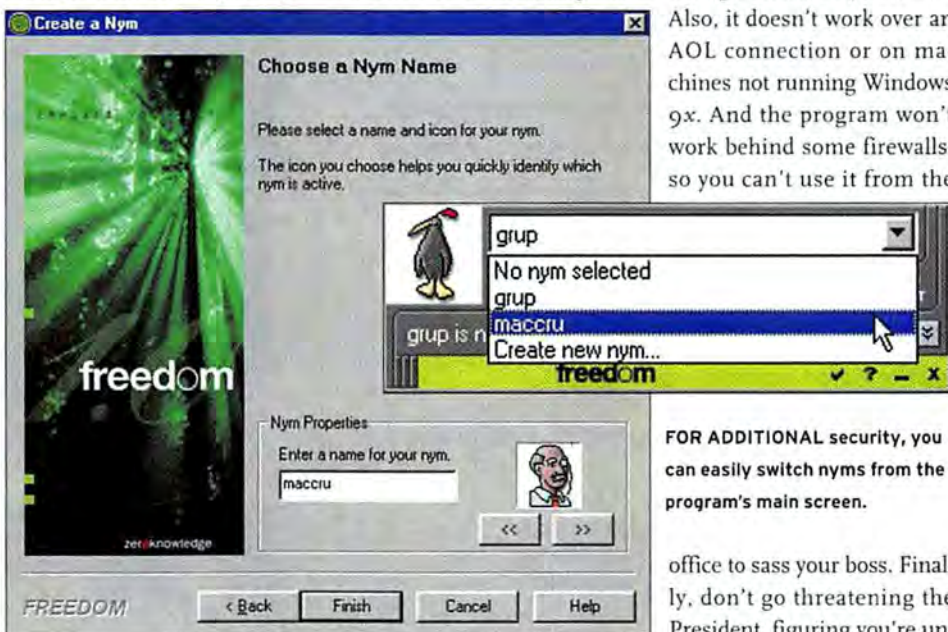 Create a Nym
Choose a Nym Name
Please select a name and icon for your nym.
The icon you choose helps you quickly identify which
nym is active.
freedom
zeroknowledge
Nym Properties
Enter a name for your nym.
maccru
<<
>>
FREEDOM
< Back
Finish
Cancel
Help
grup
No nym selected
grup
maccru
Create new nym...
grup is n
freedom
Also, it doesn't work over an
AOL connection or on ma-
chines not running Windows
9x. And the program won't
work behind some firewalls
so you can't use it from the
FOR ADDITIONAL security, you
can easily switch nyms from the
program's main screen.
office to sass your boss. Final-
ly, don't go threatening the
President, figuring you're un-